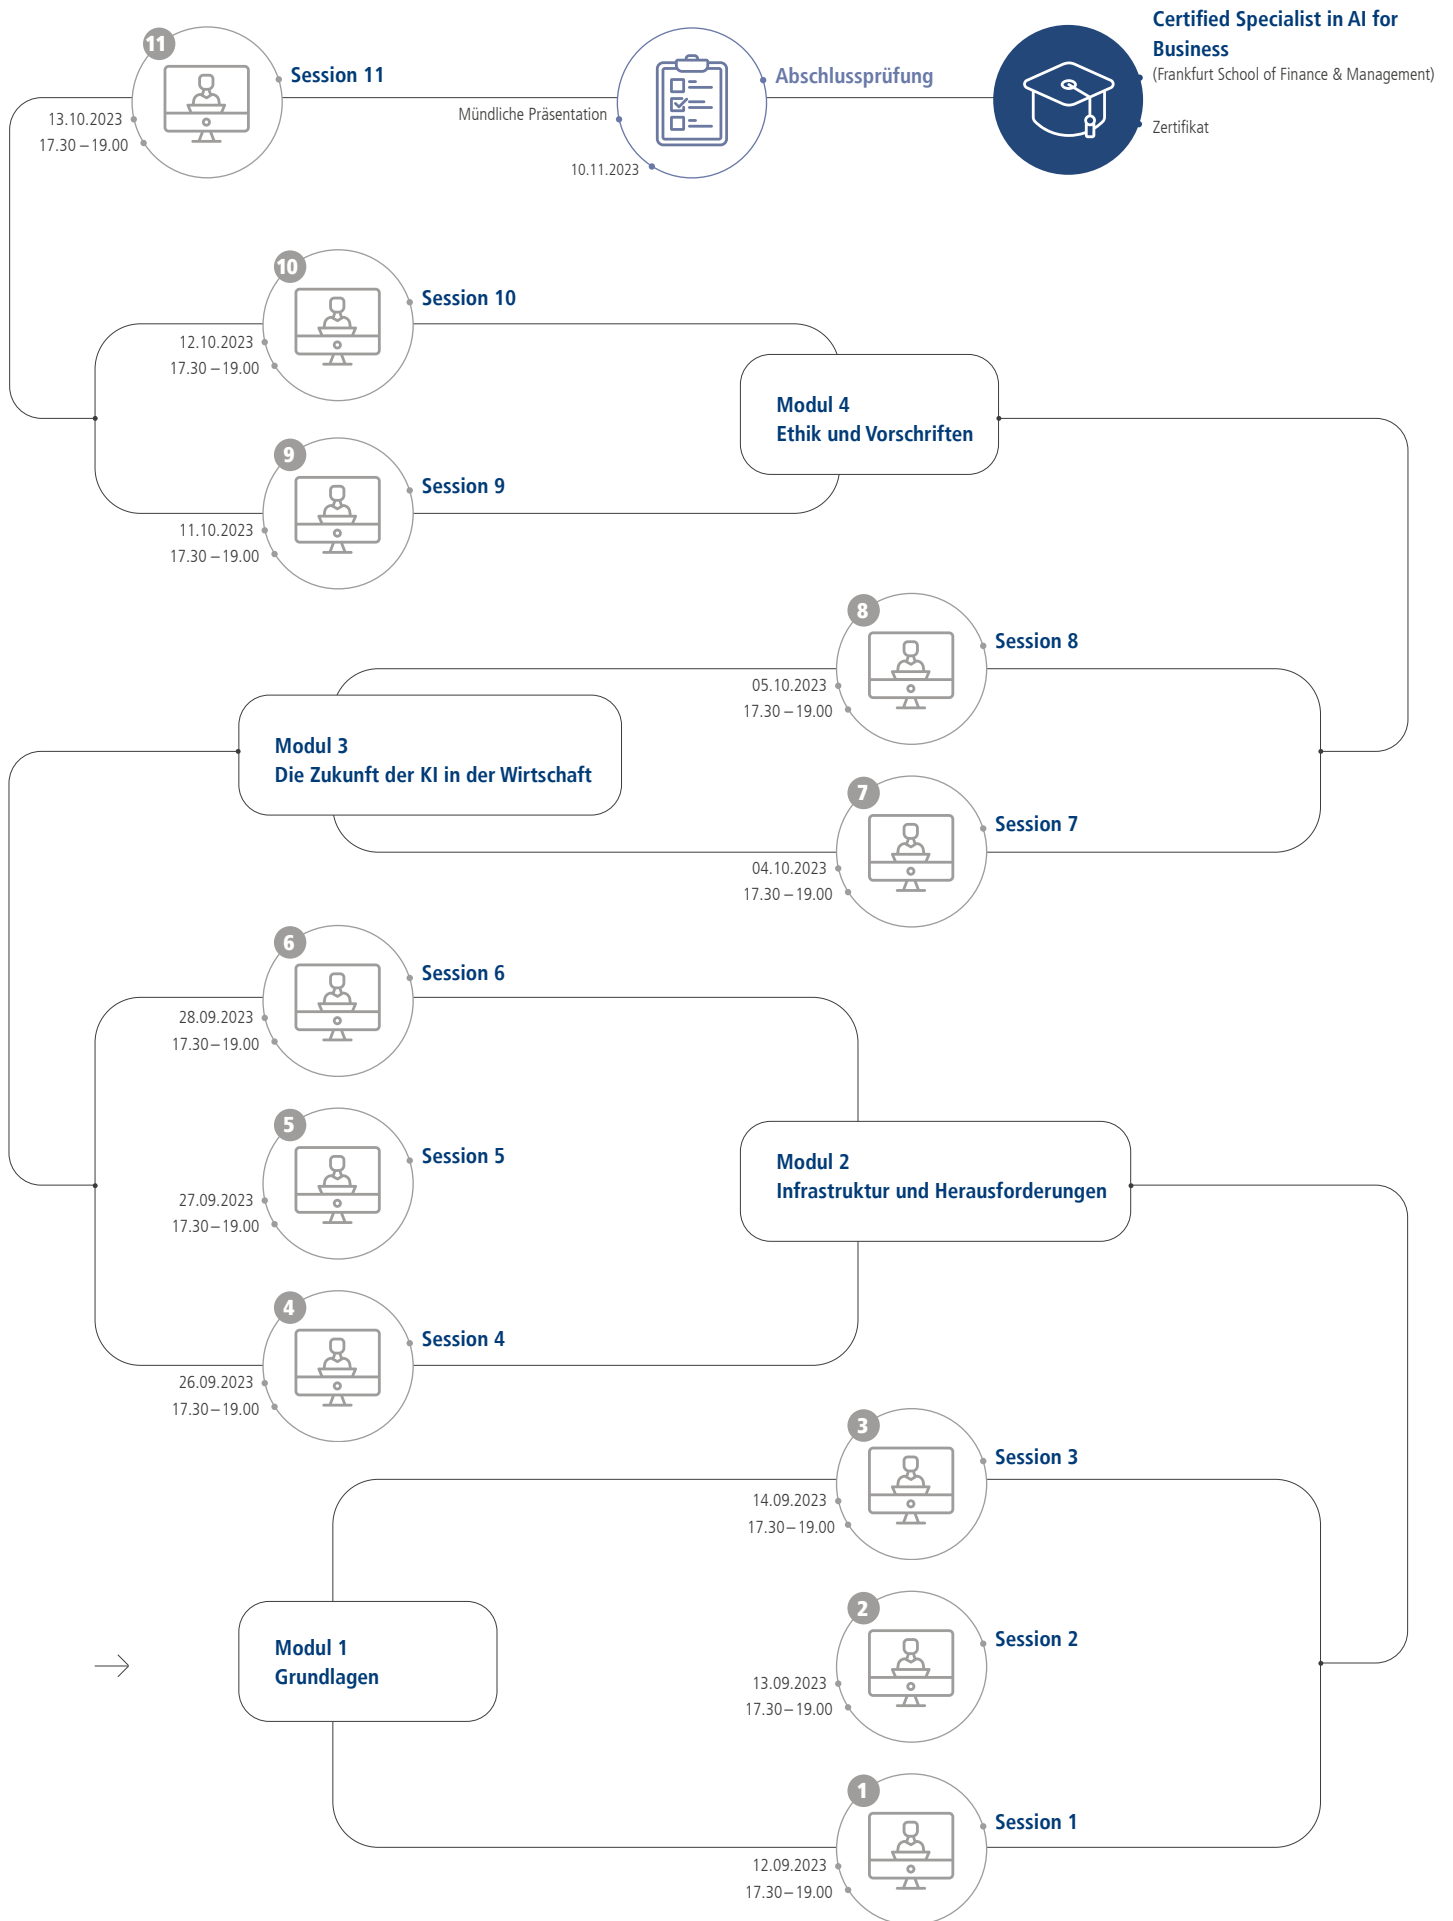 Certified Specialist in AI for
Business
(Frankfurt School of Finance & Management)
Zertifikat
11
Session 11
13.10.2023
17.30 – 19.00
Abschlussprüfung
Mündliche Präsentation
10.11.2023
10
Session 10
12.10.2023
17.30 – 19.00
Modul 4
Ethik und Vorschriften
9
Session 9
11.10.2023
17.30 – 19.00
8
Session 8
05.10.2023
17.30 – 19.00
Modul 3
Die Zukunft der KI in der Wirtschaft
7
Session 7
04.10.2023
17.30 – 19.00
6
Session 6
28.09.2023
17.30 – 19.00
5
Session 5
27.09.2023
17.30 – 19.00
Modul 2
Infrastruktur und Herausforderungen
4
Session 4
26.09.2023
17.30 – 19.00
3
Session 3
14.09.2023
17.30 – 19.00
2
Session 2
13.09.2023
17.30 – 19.00
Modul 1
Grundlagen
1
Session 1
12.09.2023
17.30 – 19.00